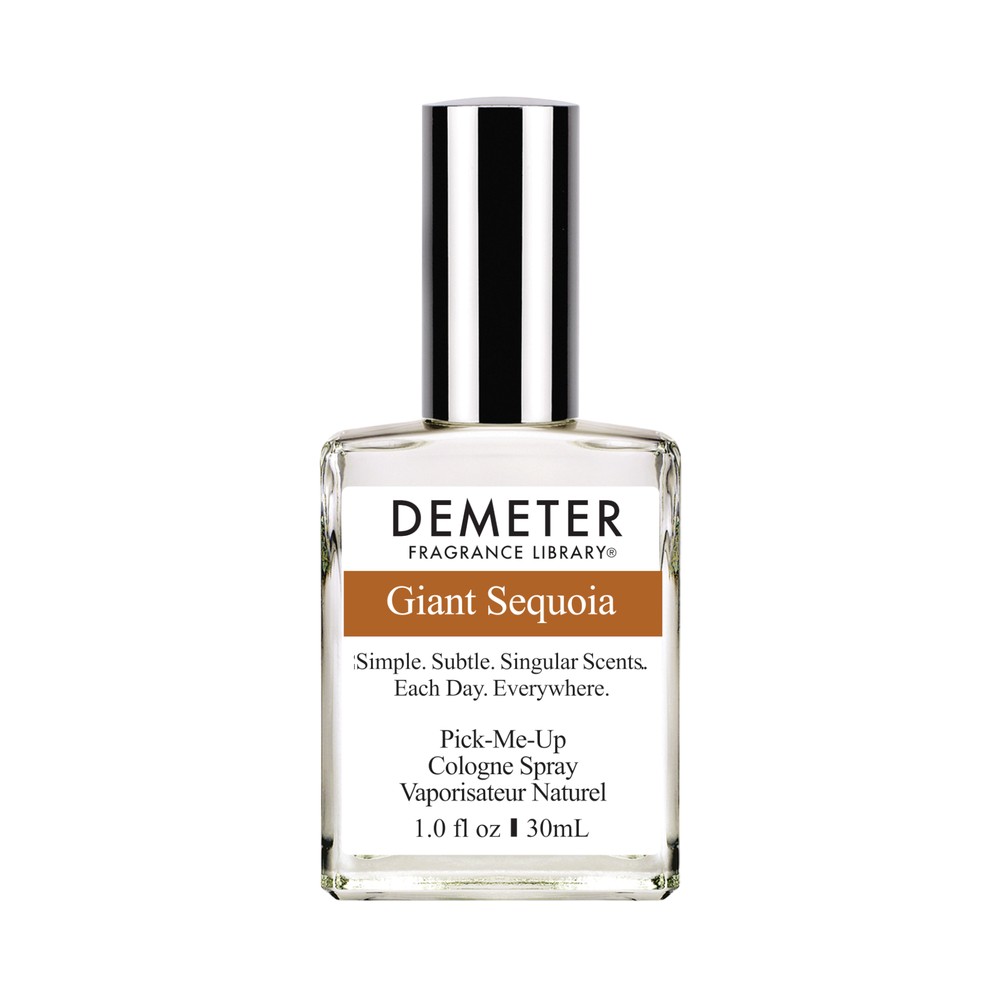 DEMETER
FRAGRANCE LIBRARY®
Giant Sequoia
:Simple. Subtle. Singular Scents..
Each Day. Everywhere.
Pick-Me-Up
Cologne Spray
Vaporisateur Naturel
1.0 fl oz ▮ 30mL